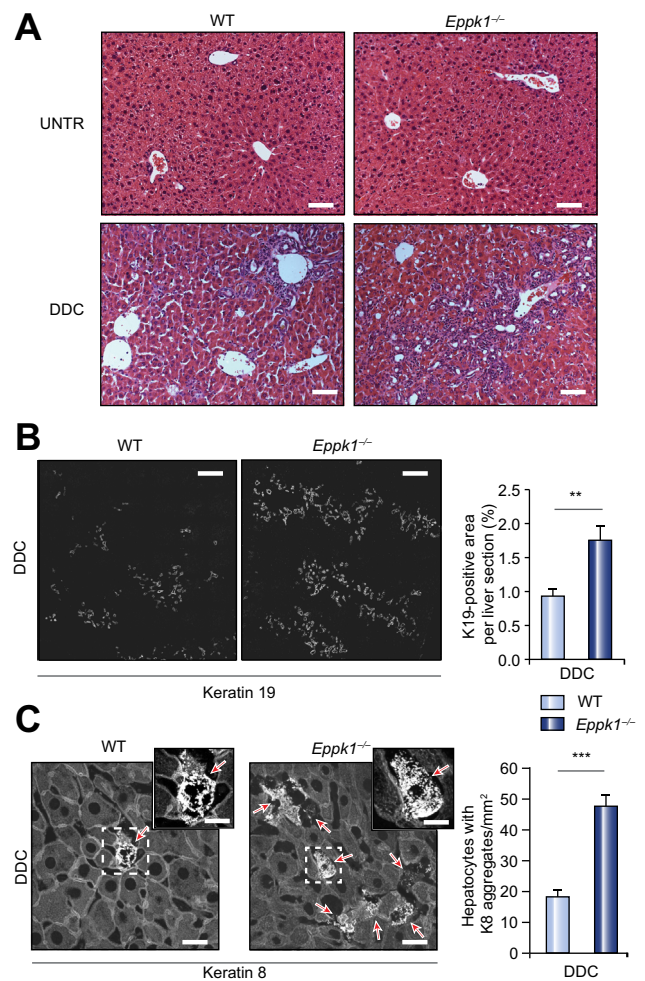 A
WT
Eppk1⁻/⁻
UNTR
DDC
B
WT
Eppk1⁻/⁻
DDC
Keratin 19
K19-positive area
per liver section (%)
2.5
2.0
1.5
1.0
0.5
0.0
**
DDC
WT
Eppk1⁻/⁻
C
WT
Eppk1⁻/⁻
DDC
Keratin 8
Hepatocytes with
K8 aggregates/mm²
60
50
40
30
20
10
0
***
DDC